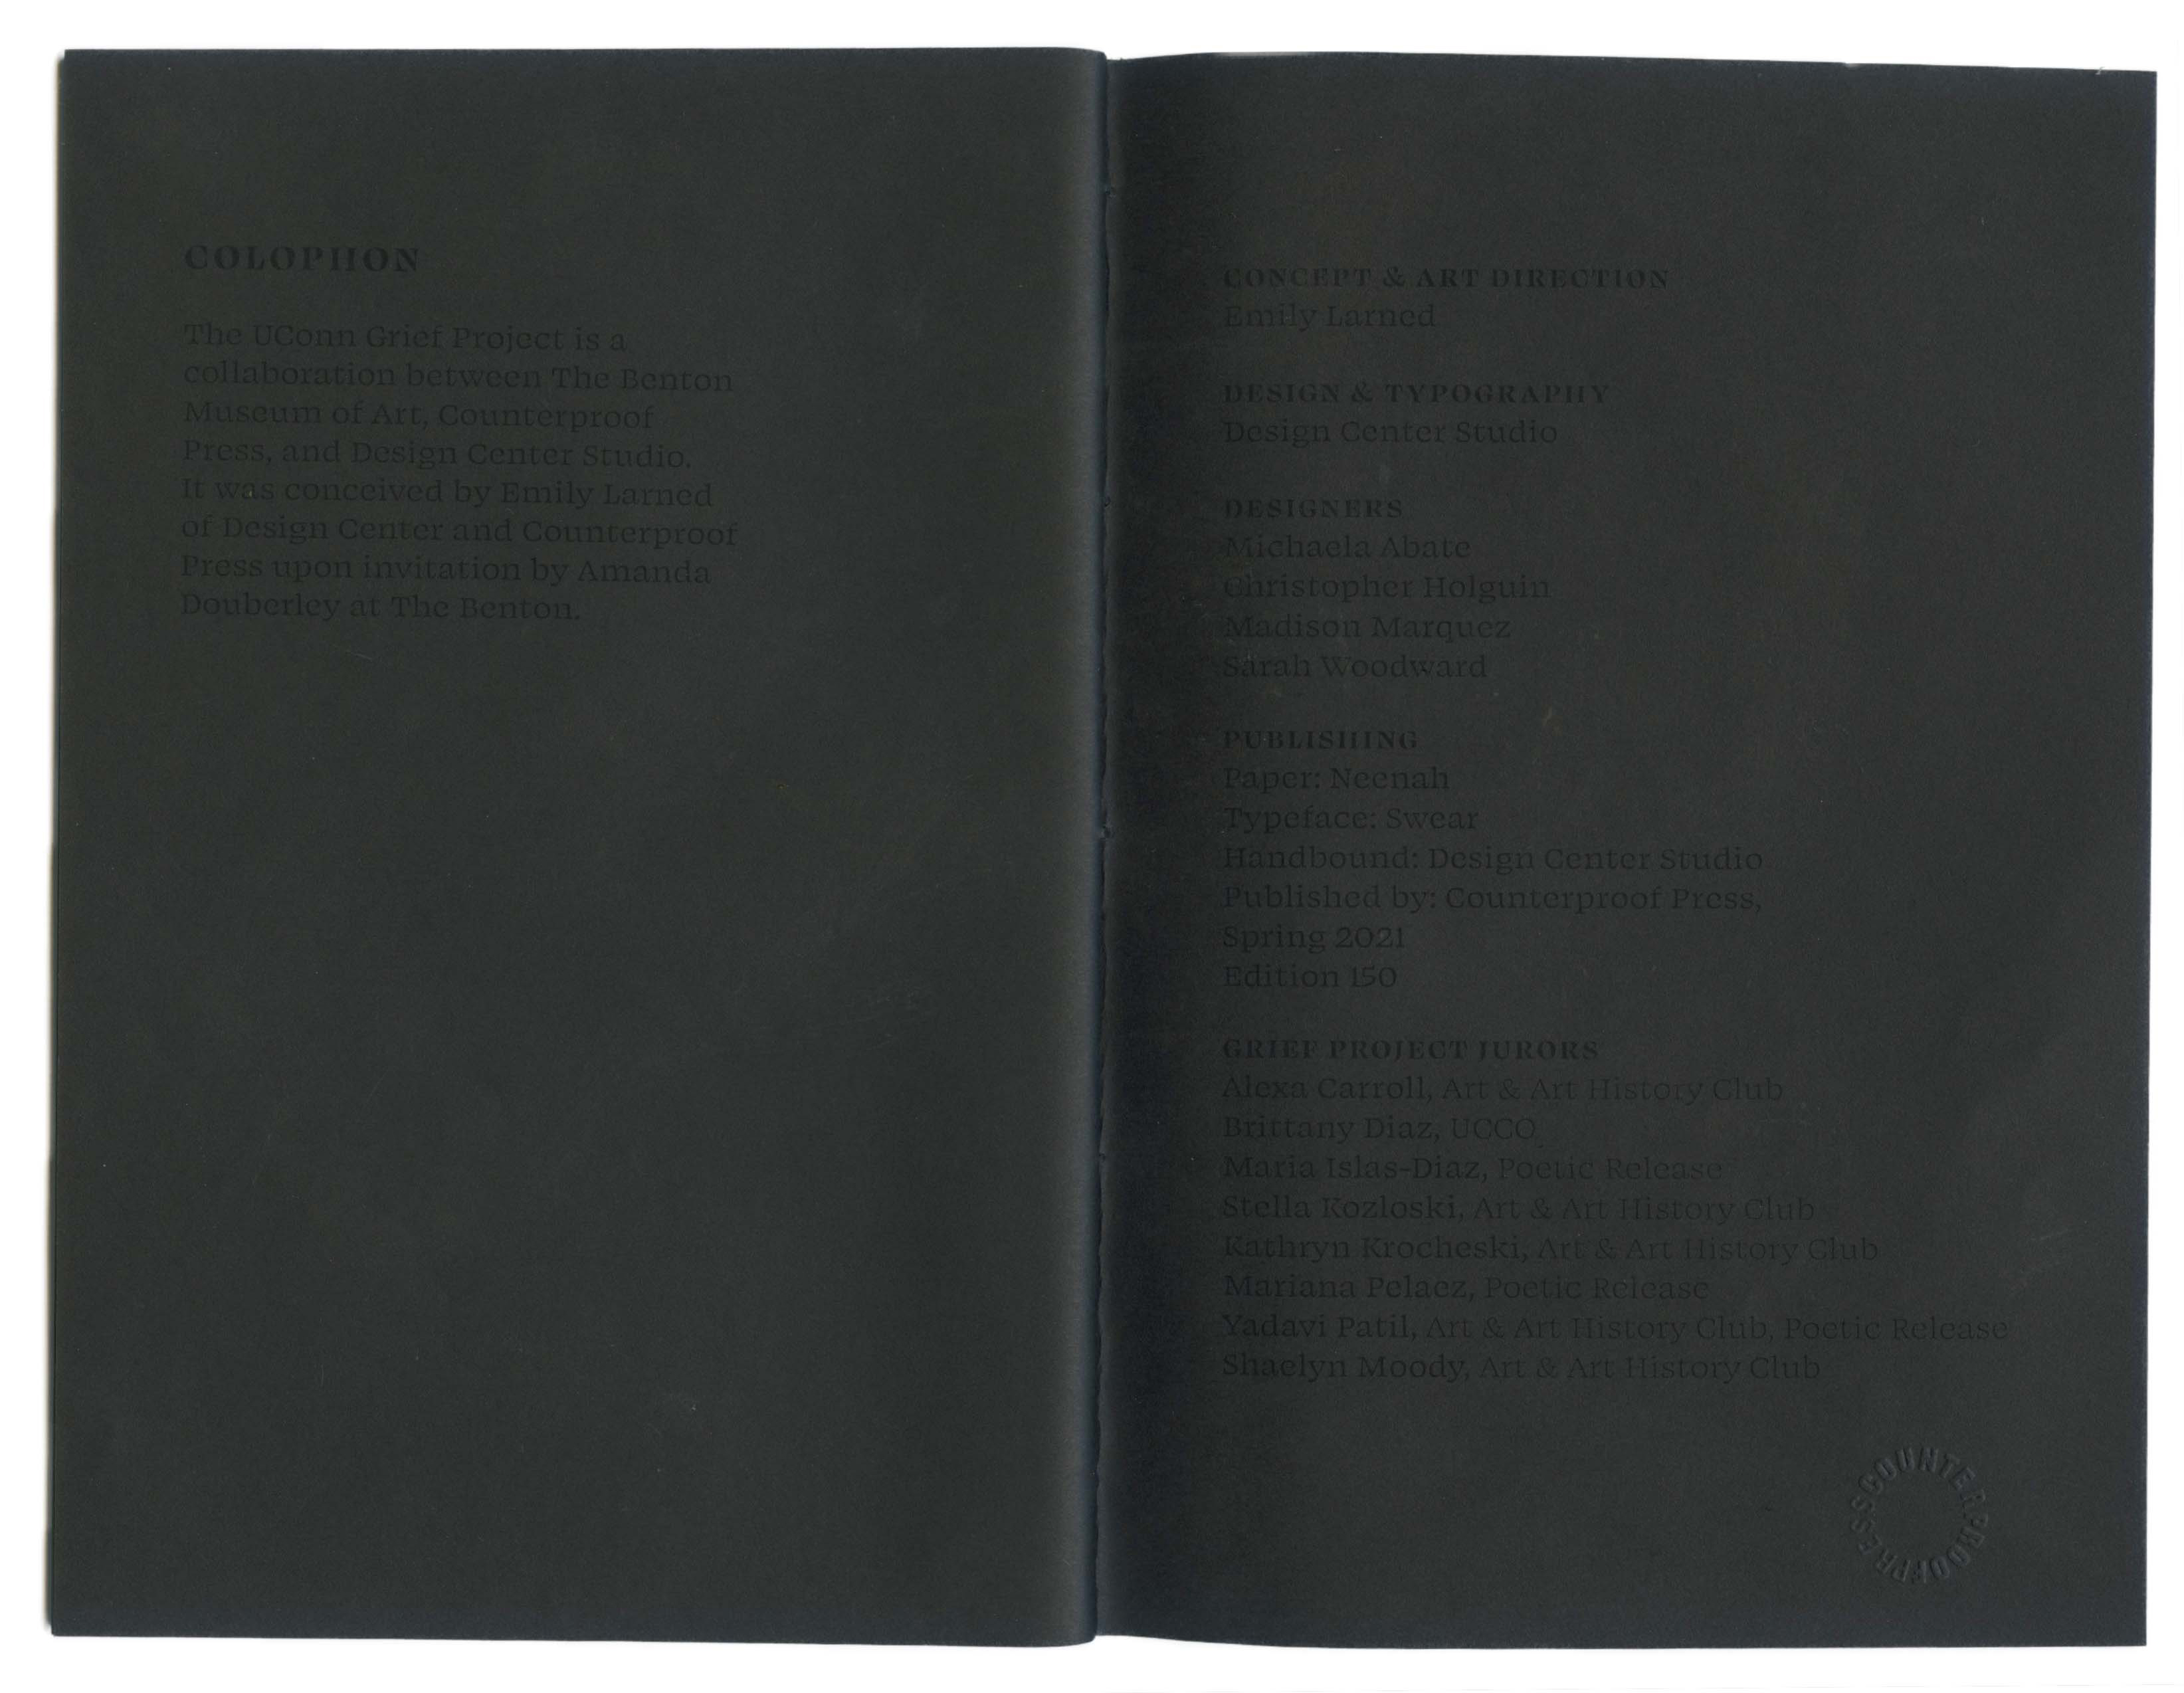 COLOPHON
The UConn Grief Project is a
collaboration between The Benton
Museum of Art, Counterproof
Press, and Design Center Studio.
It was conceived by Emily Larned
of Design Center and Counterproof
Press upon invitation by Amanda
Douberley at The Benton.
CONCEPT & ART DIRECTION
Emily Larned
DESIGN & TYPOGRAPHY
Design Center Studio
DESIGNERS
Michaela Abate
Christopher Holguin
Madison Marquez
Sarah Woodward
PUBLISHING
Paper: Neenah
Typeface: Swear
Handbound: Design Center Studio
Published by: Counterproof Press,
Spring 2021
Edition 150
GRIEF PROJECT JURORS
Alexa Carroll, Art & Art History Club
Brittany Diaz, UCCO
Maria Islas-Diaz, Poetic Release
Stella Kozloski, Art & Art History Club
Kathryn Krocheski, Art & Art History Club
Mariana Pelaez, Poetic Release
Yadavi Patil, Art & Art History Club, Poetic Release
Shaelyn Moody, Art & Art History Club
COUNTERPROOFPRESS